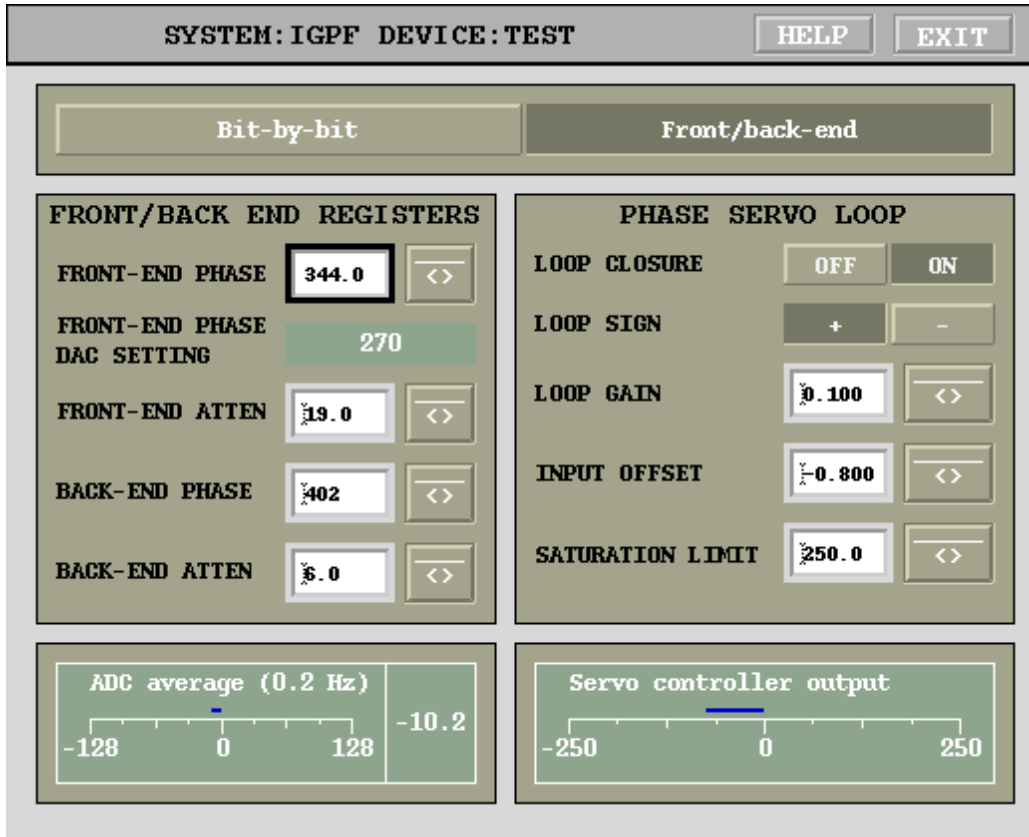 SYSTEM:IGPF DEVICE:TEST HELP EXIT
Bit-by-bit Front/back-end
FRONT/BACK END REGISTERS
FRONT-END PHASE 344.0 <>
FRONT-END PHASE
DAC SETTING 270
FRONT-END ATTEN 19.0 <>
BACK-END PHASE 402 <>
BACK-END ATTEN 6.0 <>
PHASE SERVO LOOP
LOOP CLOSURE OFF ON
LOOP SIGN + -
LOOP GAIN 0.100 <>
INPUT OFFSET -0.800 <>
SATURATION LIMIT 250.0 <>
ADC average (0.2 Hz)
-10.2
-128 0 128
Servo controller output
-250 0 250